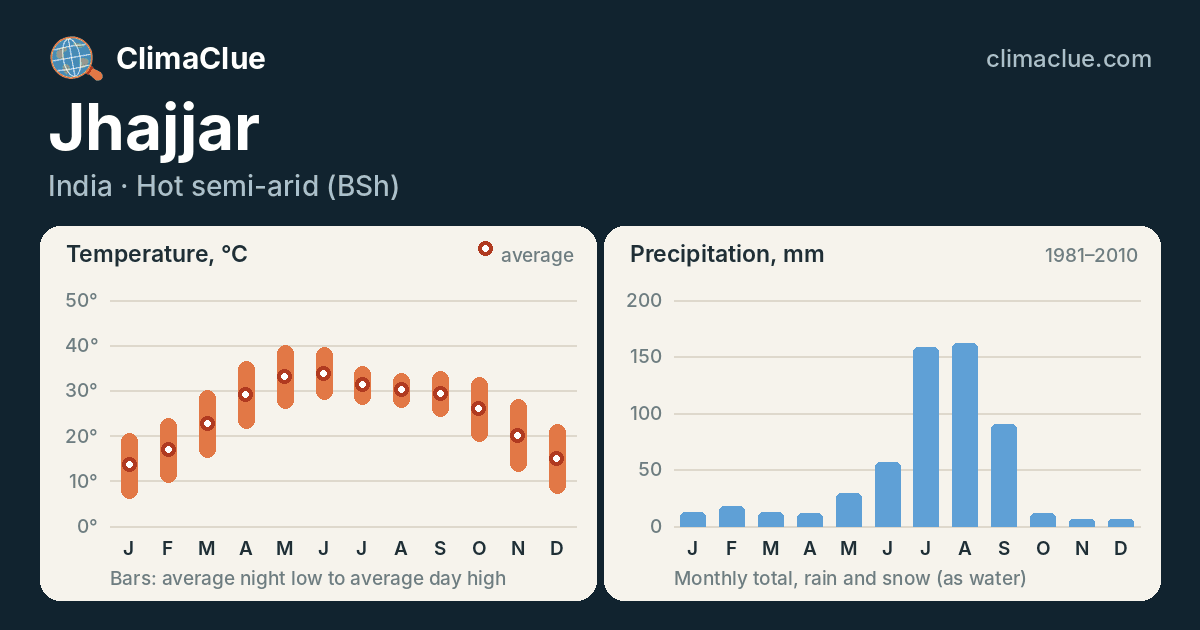 ClimaClue
climaclue.com
Jhajjar
India · Hot semi-arid (BSh)
Temperature, °C
average
50°
40°
30°
20°
10°
0°
J F M A M J J A S O N D
Bars: average night low to average day high
Precipitation, mm
1981–2010
200
150
100
50
0
J F M A M J J A S O N D
Monthly total, rain and snow (as water)